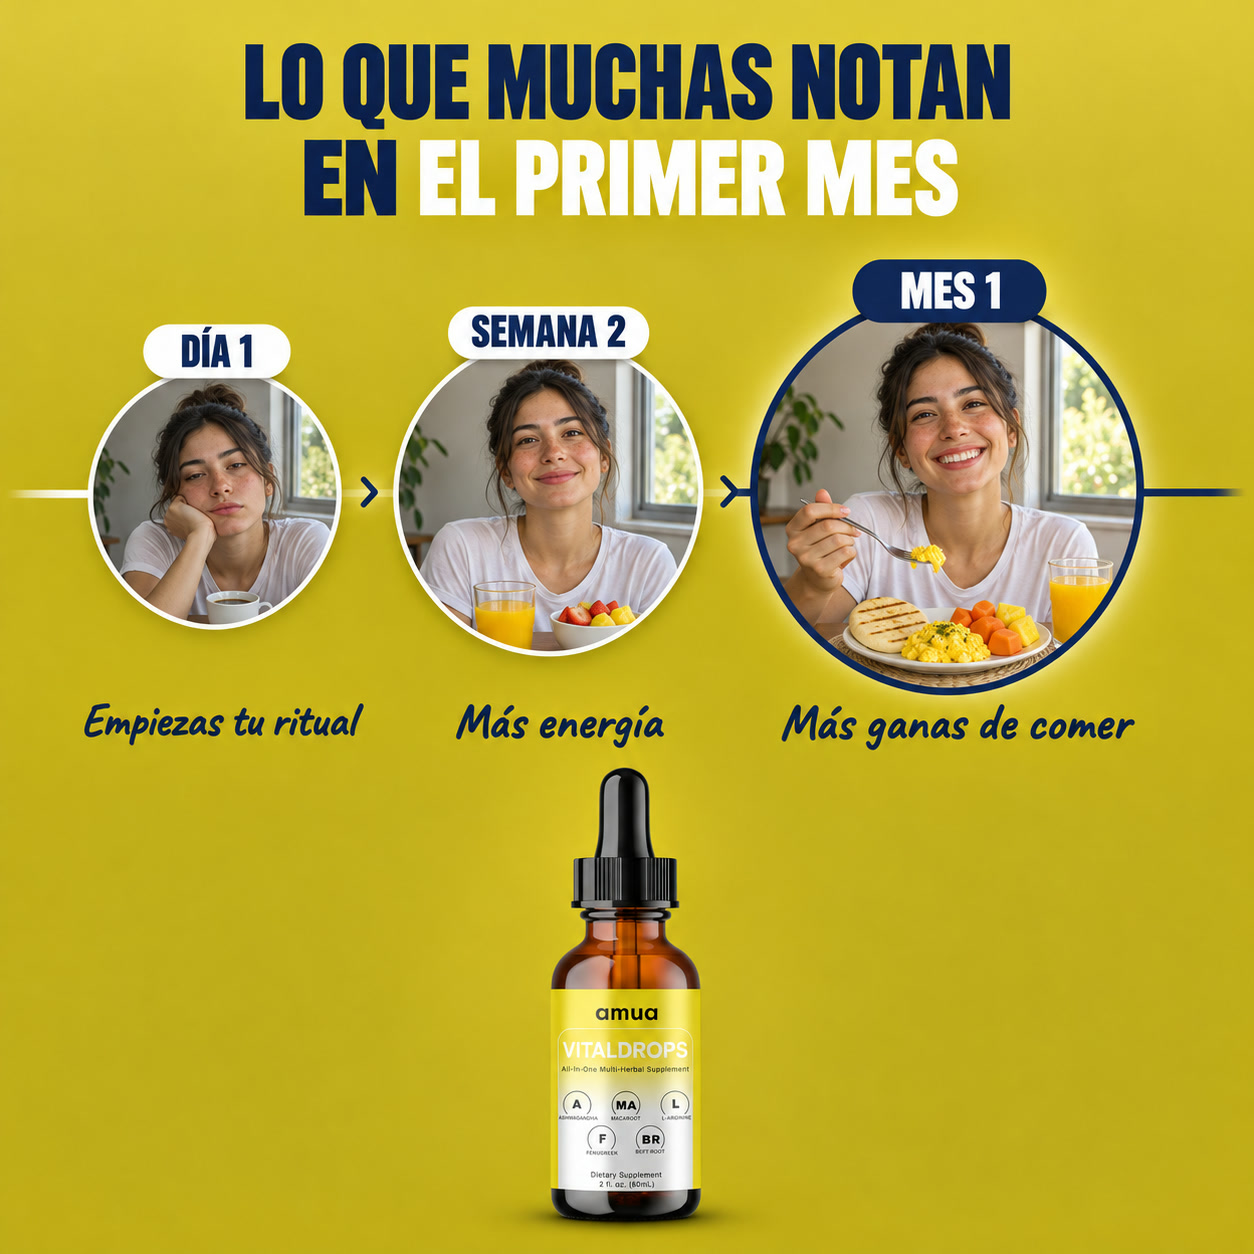 LO QUE MUCHAS NOTAN
EN EL PRIMER MES
DÍA 1
SEMANA 2
MES 1
Empiezas tu ritual
Más energía
Más ganas de comer
amua
VITALDROPS
All-In-One Multi-Herbal Supplement
A
MA
L
ASHWAGANDHA
MACAROOT
L-ARGININE
F
BR
FENUGREEK
BEET ROOT
Dietary Supplement
2 fl. oz. (60mL)